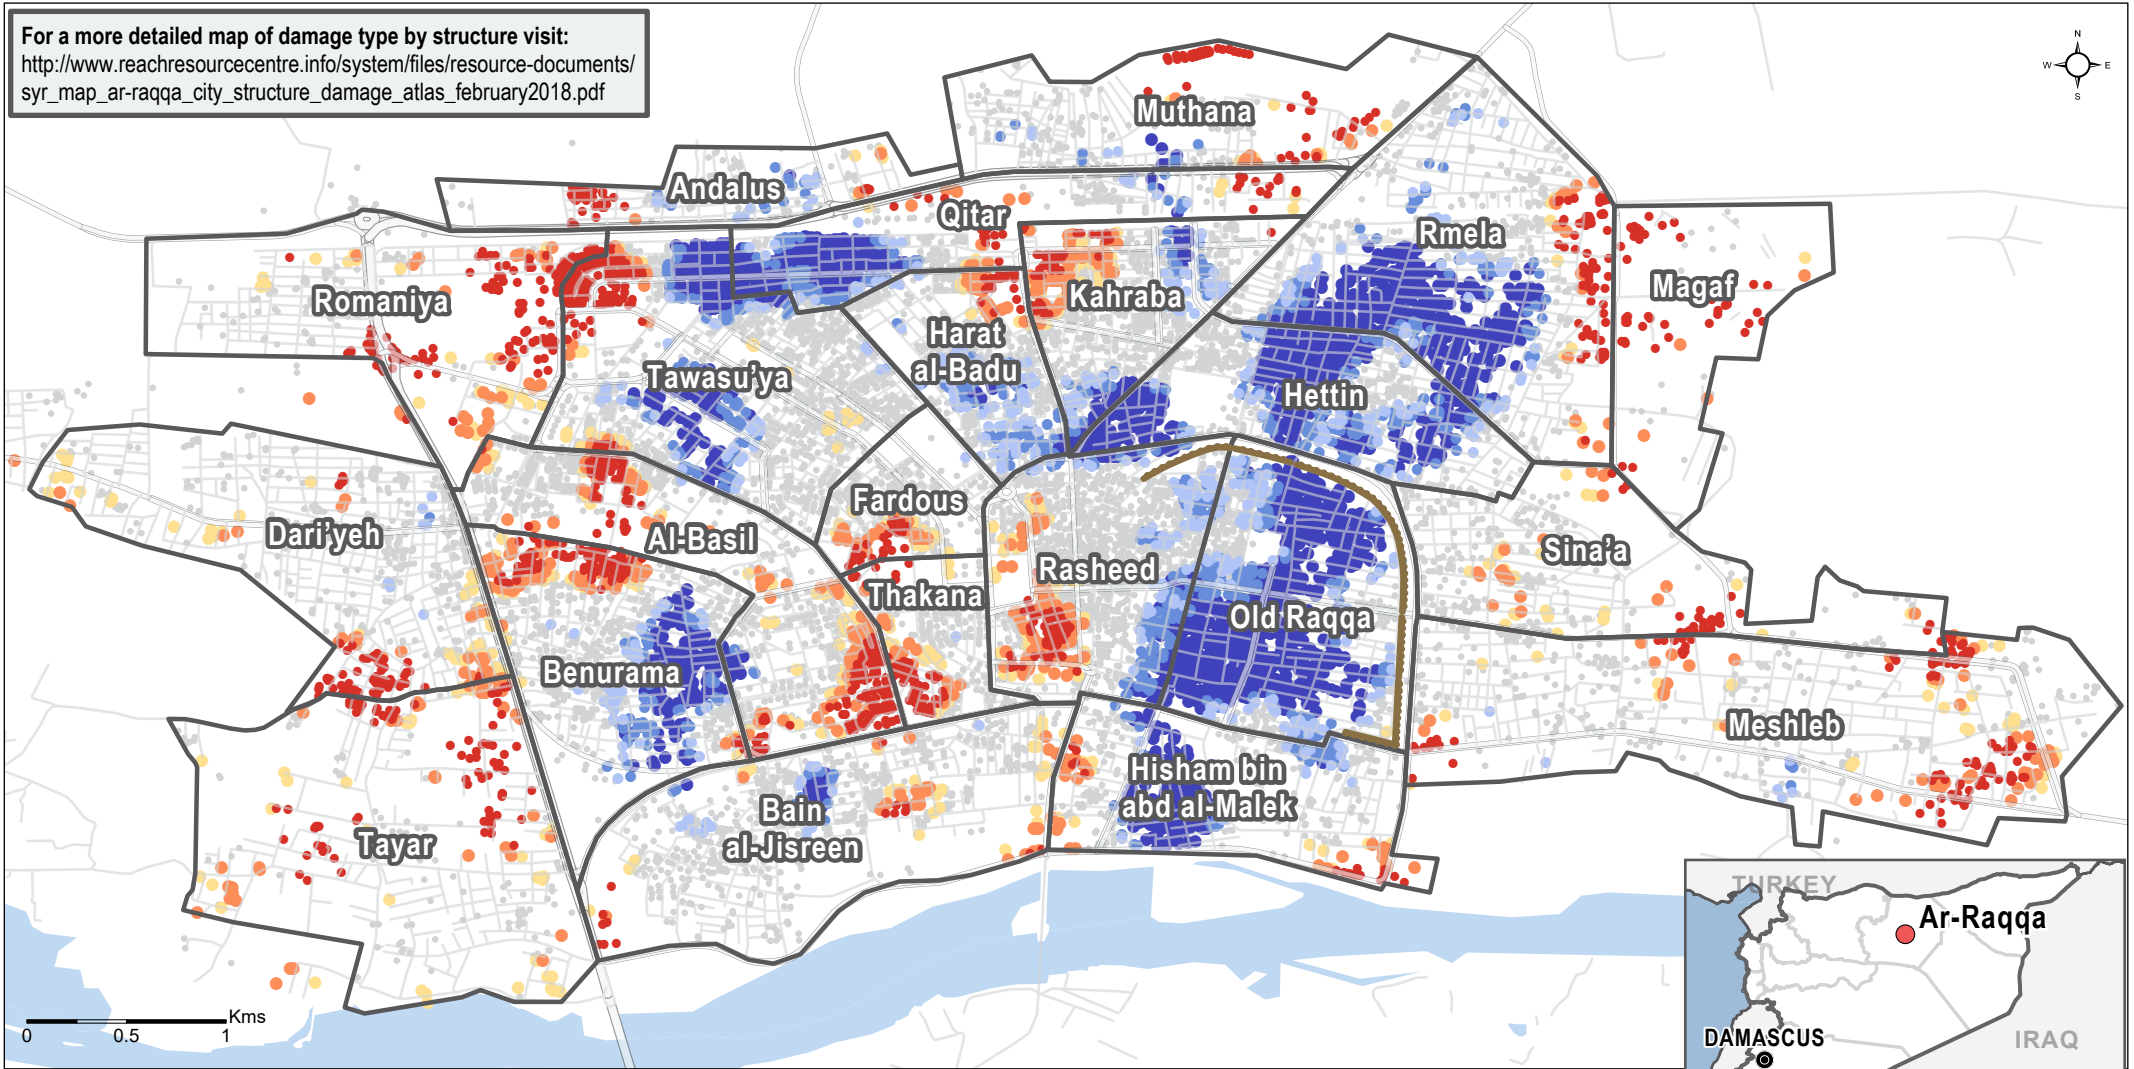 For a more detailed map of damage type by structure visit:
http://www.reachresourcecentre.info/system/files/resource-documents/
syr_map_ar-raqqa_city_structure_damage_atlas_february2018.pdf
N
W
E
S
Muthana
Andalus
Qitar
Rmela
Romaniya
Kahraba
Magaf
Harat
al-Badu
Tawasu'ya
Hettin
Fardous
Dari'yeh
Al-Basil
Rasheed
Sina'a
Thakana
Old Raqqa
Benurama
Meshleb
Hisham bin
abd al-Malek
Bain
al-Jisreen
Tayar
TURKEY
Ar-Raqqa
DAMASCUS
IRAQ
Kms
0
0.5
1